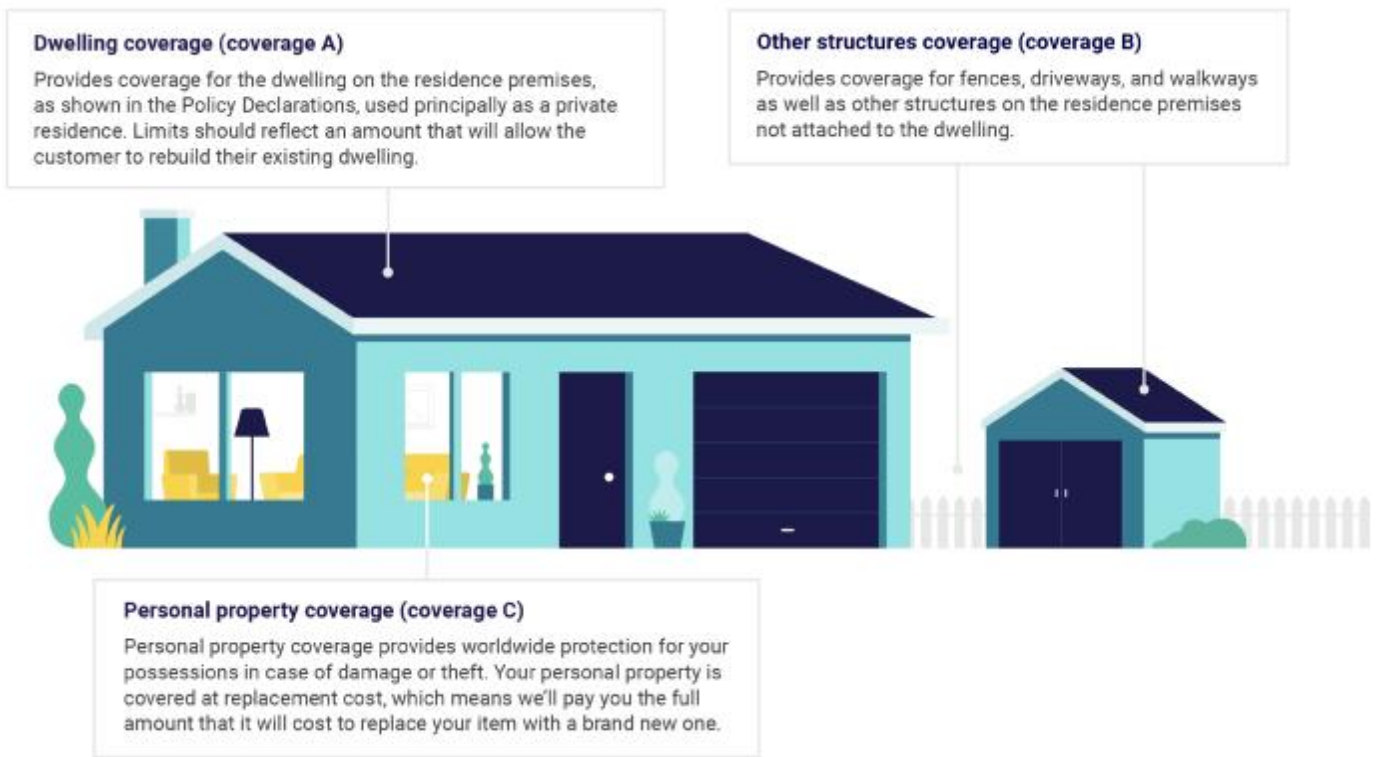 Dwelling coverage (coverage A)
Provides coverage for the dwelling on the residence premises,
as shown in the Policy Declarations, used principally as a private
residence. Limits should reflect an amount that will allow the
customer to rebuild their existing dwelling.
Other structures coverage (coverage B)
Provides coverage for fences, driveways, and walkways
as well as other structures on the residence premises
not attached to the dwelling.
Personal property coverage (coverage C)
Personal property coverage provides worldwide protection for your
possessions in case of damage or theft. Your personal property is
covered at replacement cost, which means we'll pay you the full
amount that it will cost to replace your item with a brand new one.